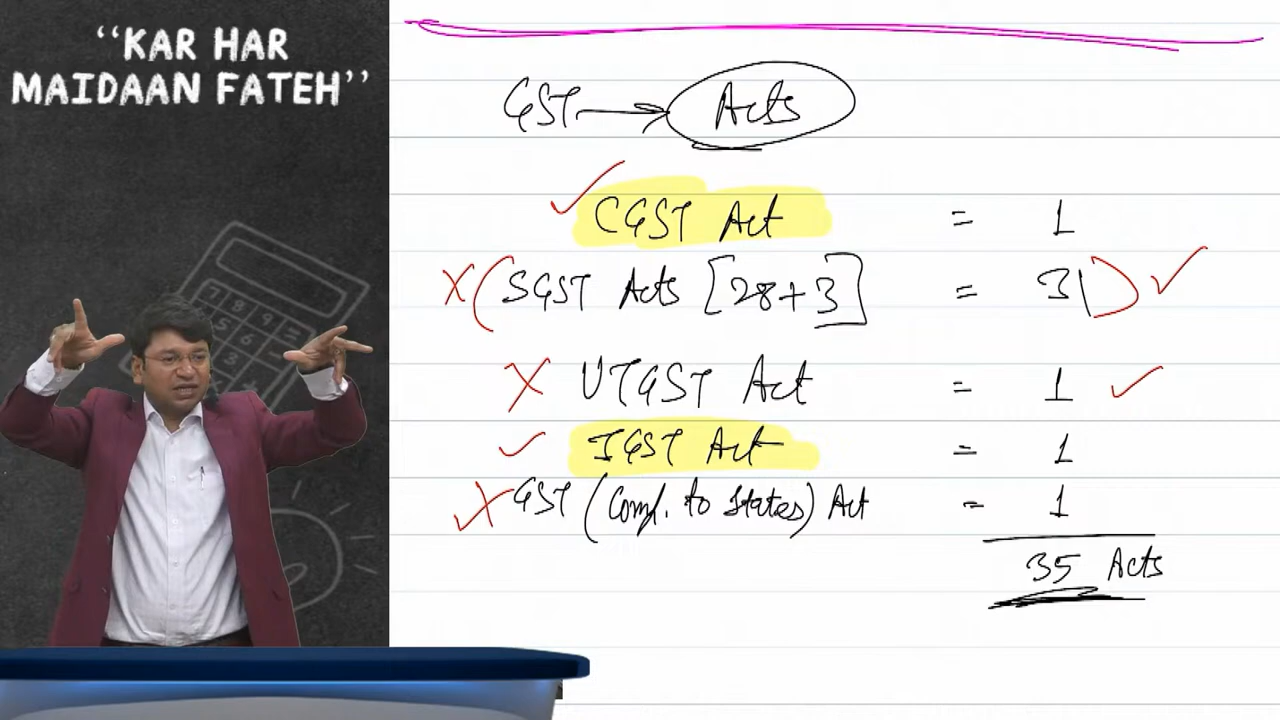 “KAR HAR
MAIDAAN FATEH”
GST → Acts
CGST Act = 1
SGST Acts [28+3] = 31
UTGST Act = 1
IGST Act = 1
GST (Comp. to States) Act = 1
35 Acts